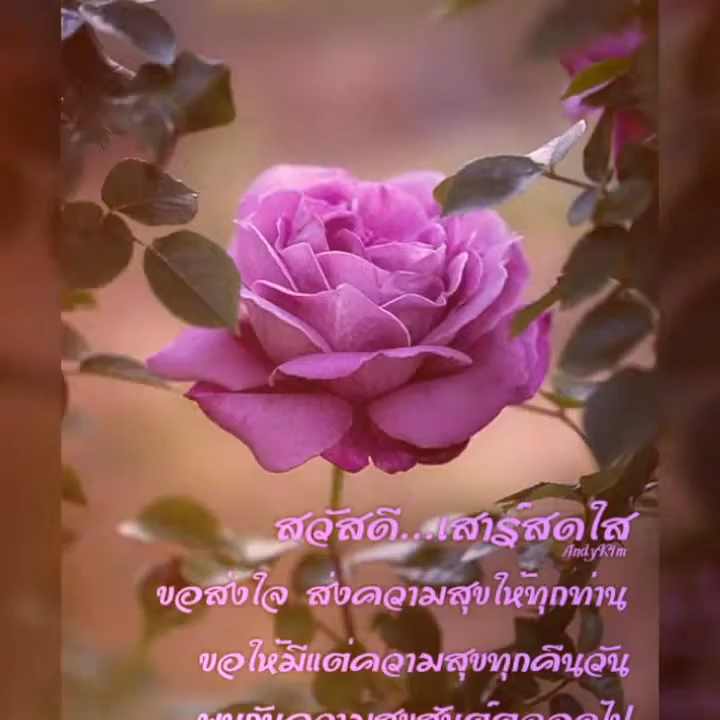 สวัสดี...เสาร์สดใส
AndyKim
ขอส่งใจ ส่งความสุขให้ทุกท่าน
ขอให้มีแต่ความสุขทุกคืนวัน